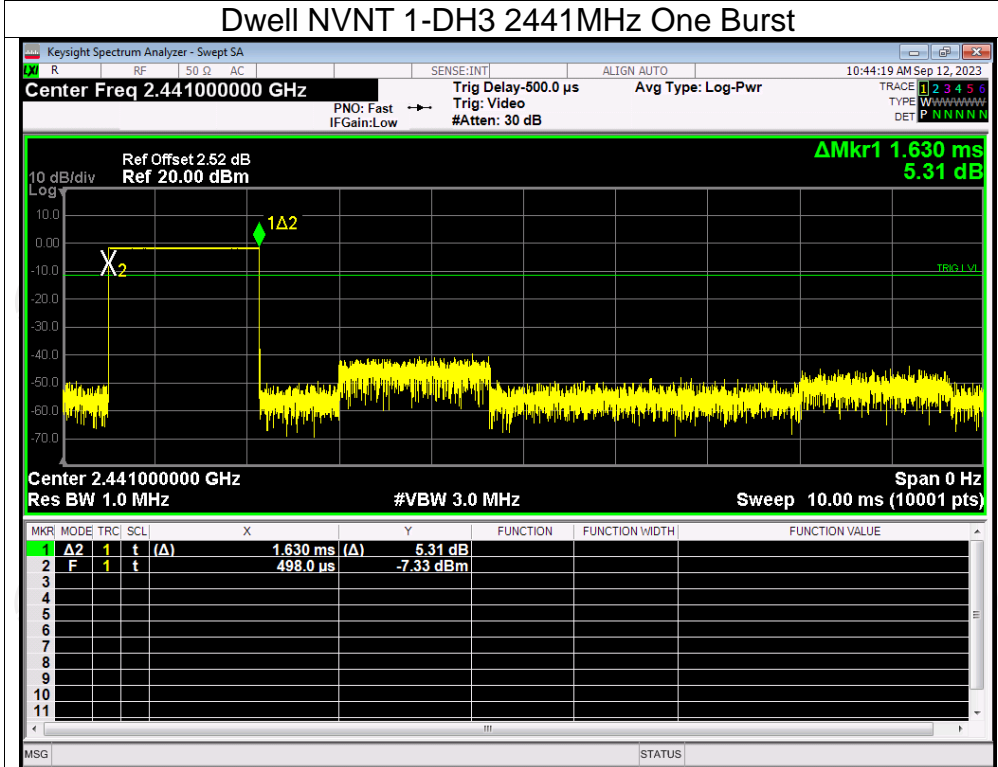 Dwell NVNT 1-DH3 2441MHz One Burst
Keysight Spectrum Analyzer - Swept SA
LXI R RF 50 Ω AC SENSE:INT ALIGN AUTO 10:44:19 AM Sep 12, 2023
Center Freq 2.441000000 GHz Trig Delay-500.0 µs Avg Type: Log-Pwr TRACE 1 2 3 4 5 6
PNO: Fast Trig: Video TYPE WWWWWWW
IFGain:Low #Atten: 30 dB DET P N N N N N
ΔMkr1 1.630 ms
Ref Offset 2.52 dB
10 dB/div Ref 20.00 dBm 5.31 dB
Log
10.0
1Δ2
0.00
2
-10.0
TRIG LVL
-20.0
-30.0
-40.0
-50.0
-60.0
-70.0
Center 2.441000000 GHz Span 0 Hz
Res BW 1.0 MHz #VBW 3.0 MHz Sweep 10.00 ms (10001 pts)
MKR MODE TRC SCL X Y FUNCTION FUNCTION WIDTH FUNCTION VALUE
1 Δ2 1 t (Δ) 1.630 ms (Δ) 5.31 dB
2 F 1 t 498.0 µs -7.33 dBm
3
4
5
6
7
8
9
10
11
MSG STATUS